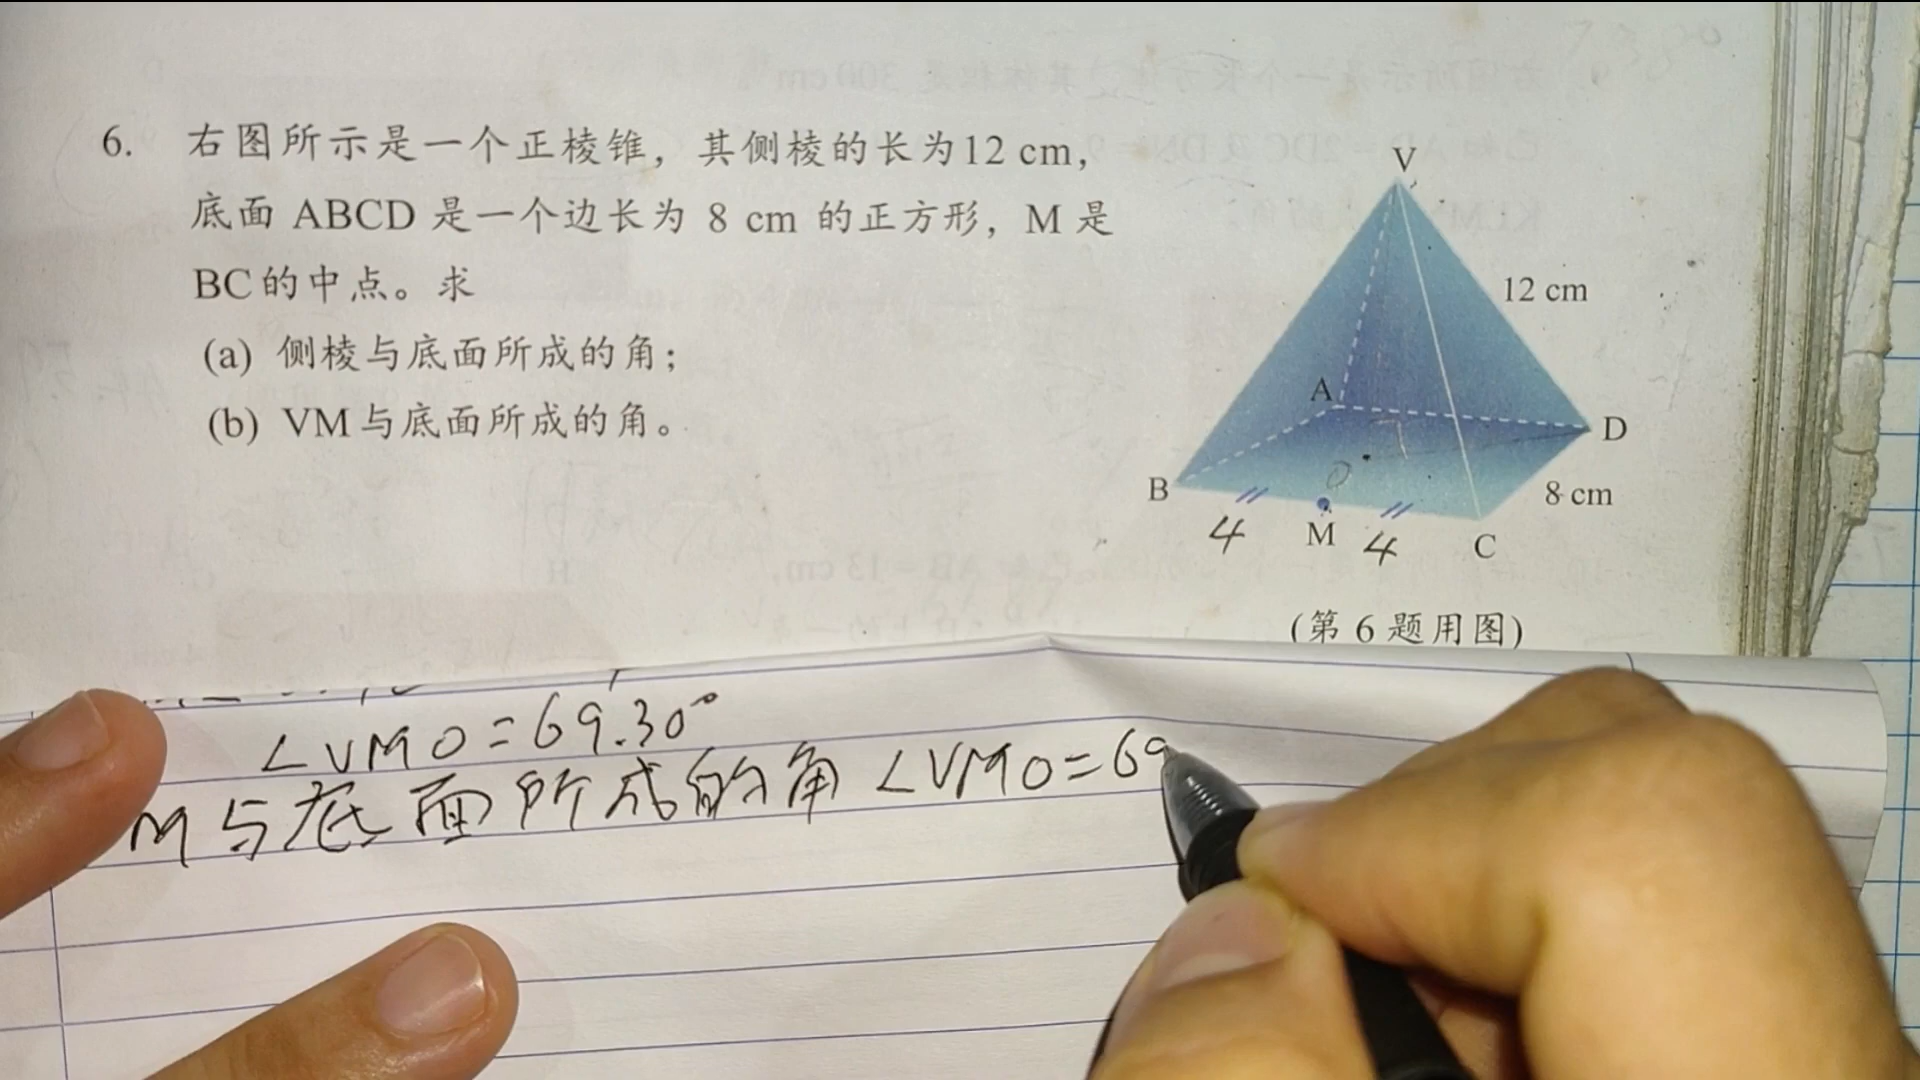 6. 右图所示是一个正棱锥，其侧棱的长为12 cm，
底面 ABCD 是一个边长为 8 cm 的正方形，M 是
BC的中点。求
(a) 侧棱与底面所成的角；
(b) VM与底面所成的角。
V
12 cm
A
D
O
B
8 cm
4
M
4
C
(第 6 题用图)
∠VMO=69.30°
M与底面所成的角∠VMO=69